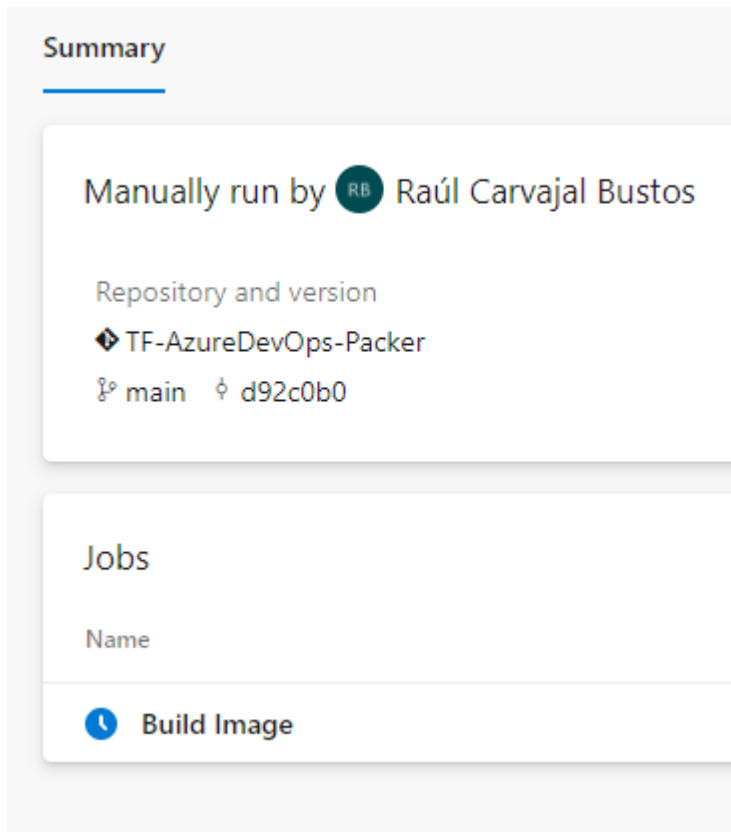 Summary
Manually run by RB Raúl Carvajal Bustos
Repository and version
TF-AzureDevOps-Packer
main d92c0b0
Jobs
Name
Build Image